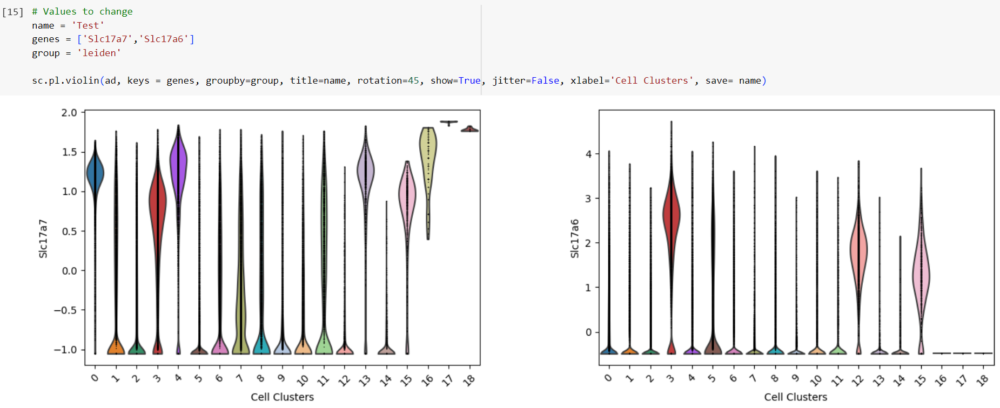 [15] # Values to change
name = 'Test'
genes = ['Slc17a7','Slc17a6']
group = 'leiden'
sc.pl.violin(ad, keys = genes, groupby=group, title=name, rotation=45, show=True, jitter=False, xlabel='Cell Clusters', save= name)
2.0
1.5
1.0
0.5
0.0
−0.5
−1.0
Slc17a7
0 1 2 3 4 5 6 7 8 9 10 11 12 13 14 15 16 17 18
Cell Clusters
4
3
2
1
0
Slc17a6
0 1 2 3 4 5 6 7 8 9 10 11 12 13 14 15 16 17 18
Cell Clusters